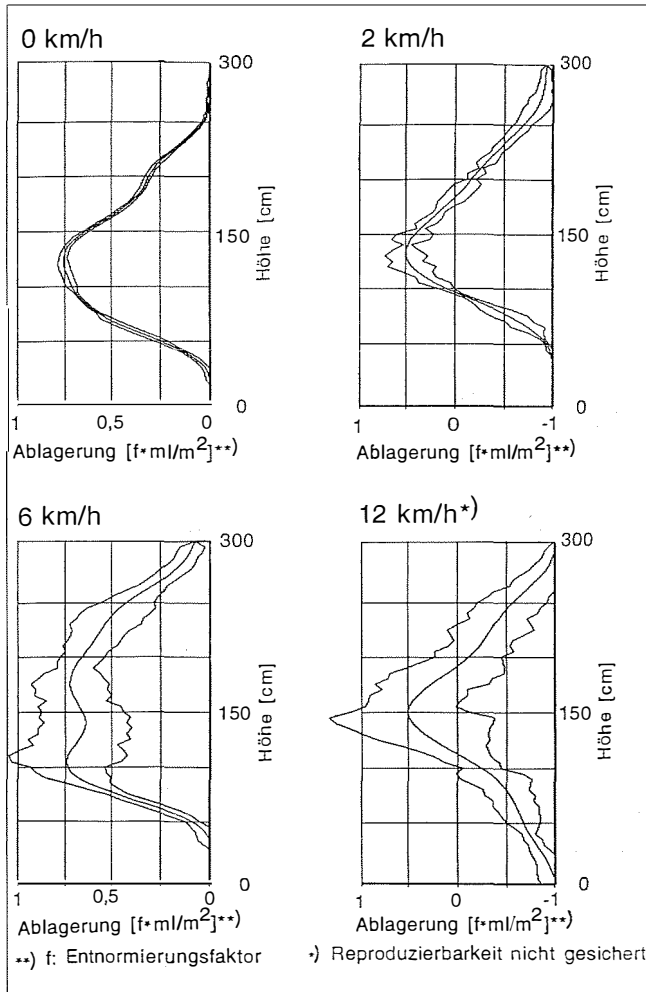 0 km/h
300
150
0
Höhe [cm]
1 0,5 0
Ablagerung [f*ml/m²]**)
2 km/h
300
150
0
Höhe [cm]
1 0 -1
Ablagerung [f*ml/m²]**)
6 km/h
300
150
0
Höhe [cm]
1 0,5 0
Ablagerung [f*ml/m²]**)
12 km/h*)
300
150
0
Höhe [cm]
1 0 -1
Ablagerung [f*ml/m²]**)
**) f: Entnormierungsfaktor
*) Reproduzierbarkeit nicht gesichert